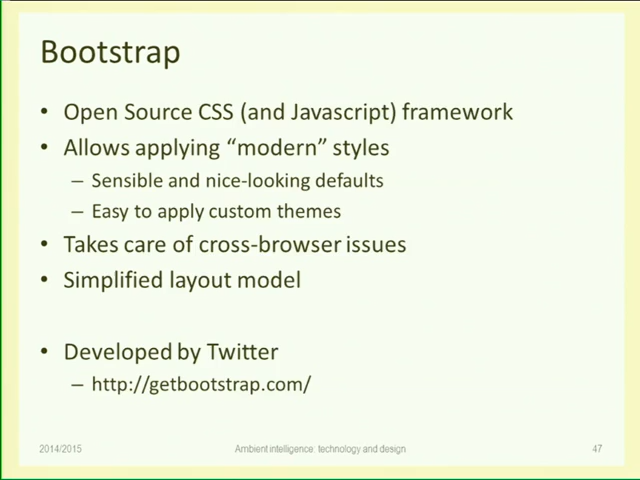 Bootstrap
• Open Source CSS (and Javascript) framework
• Allows applying “modern” styles
– Sensible and nice-looking defaults
– Easy to apply custom themes
• Takes care of cross-browser issues
• Simplified layout model
• Developed by Twitter
– http://getbootstrap.com/
2014/2015 Ambient intelligence: technology and design 47